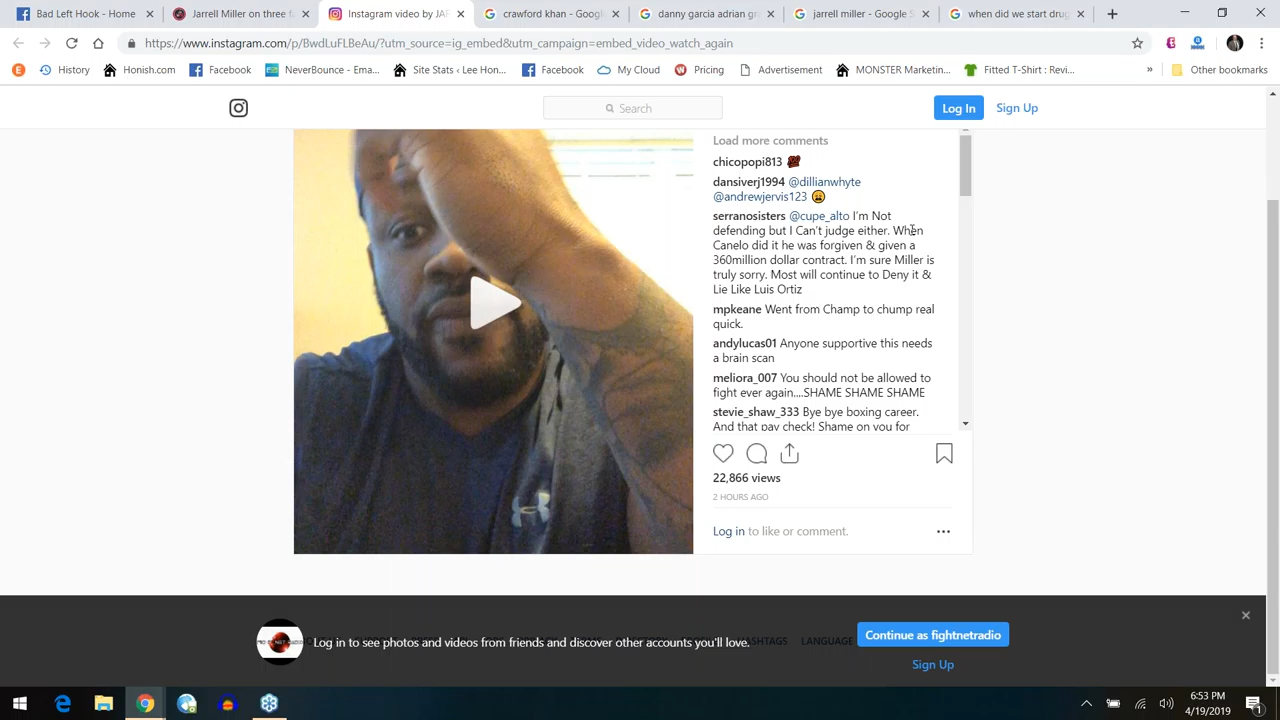 Bad Left Hook - Home
Jarrell Miller on three f
Instagram video by JAR
crawford khan - Googl
danny garcia adrian gr
jarrell miller - Google S
when did we start drug
https://www.instagram.com/p/BwdLuFLBeAu/?utm_source=ig_embed&utm_campaign=embed_video_watch_again
History
Honish.com
Facebook
NeverBounce - Ema...
Site Stats ‹ Lee Hon...
Facebook
My Cloud
Pricing
Advertisement
MONSTER Marketin...
Fitted T-Shirt : Revi...
»
Other bookmarks
Search
Log In
Sign Up
Load more comments
chicopopi813
dansiverj1994 @dillianwhyte
@andrewjervis123
serranosisters @cupe_alto I'm Not
defending but I Can't judge either. When
Canelo did it he was forgiven & given a
360million dollar contract. I'm sure Miller is
truly sorry. Most will continue to Deny it &
Lie Like Luis Ortiz
mpkeane Went from Champ to chump real
quick.
andylucas01 Anyone supportive this needs
a brain scan
meliora_007 You should not be allowed to
fight ever again....SHAME SHAME SHAME
stevie_shaw_333 Bye bye boxing career.
And that pay check! Shame on you for
22,866 views
2 HOURS AGO
Log in to like or comment.
Log in to see photos and videos from friends and discover other accounts you'll love.
HASHTAGS
LANGUAGE
Continue as fightnetradio
Sign Up
6:53 PM
4/19/2019